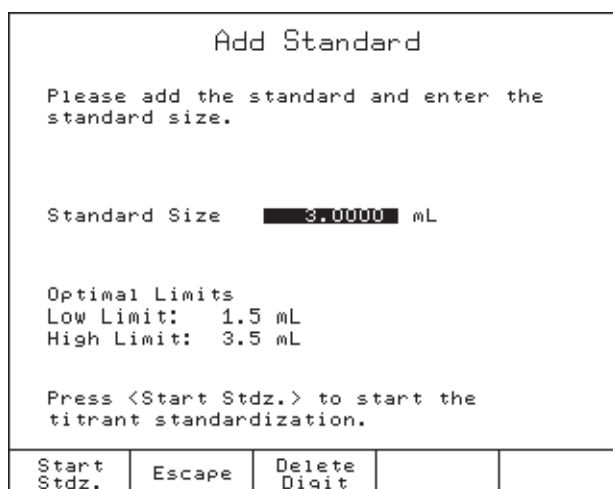 Add Standard
Please add the standard and enter the
standard size.
Standard Size 3.0000 mL
Optimal Limits
Low Limit: 1.5 mL
High Limit: 3.5 mL
Press <Start Stdz.> to start the
titrant standardization.
Start Stdz. Escape Delete Digit